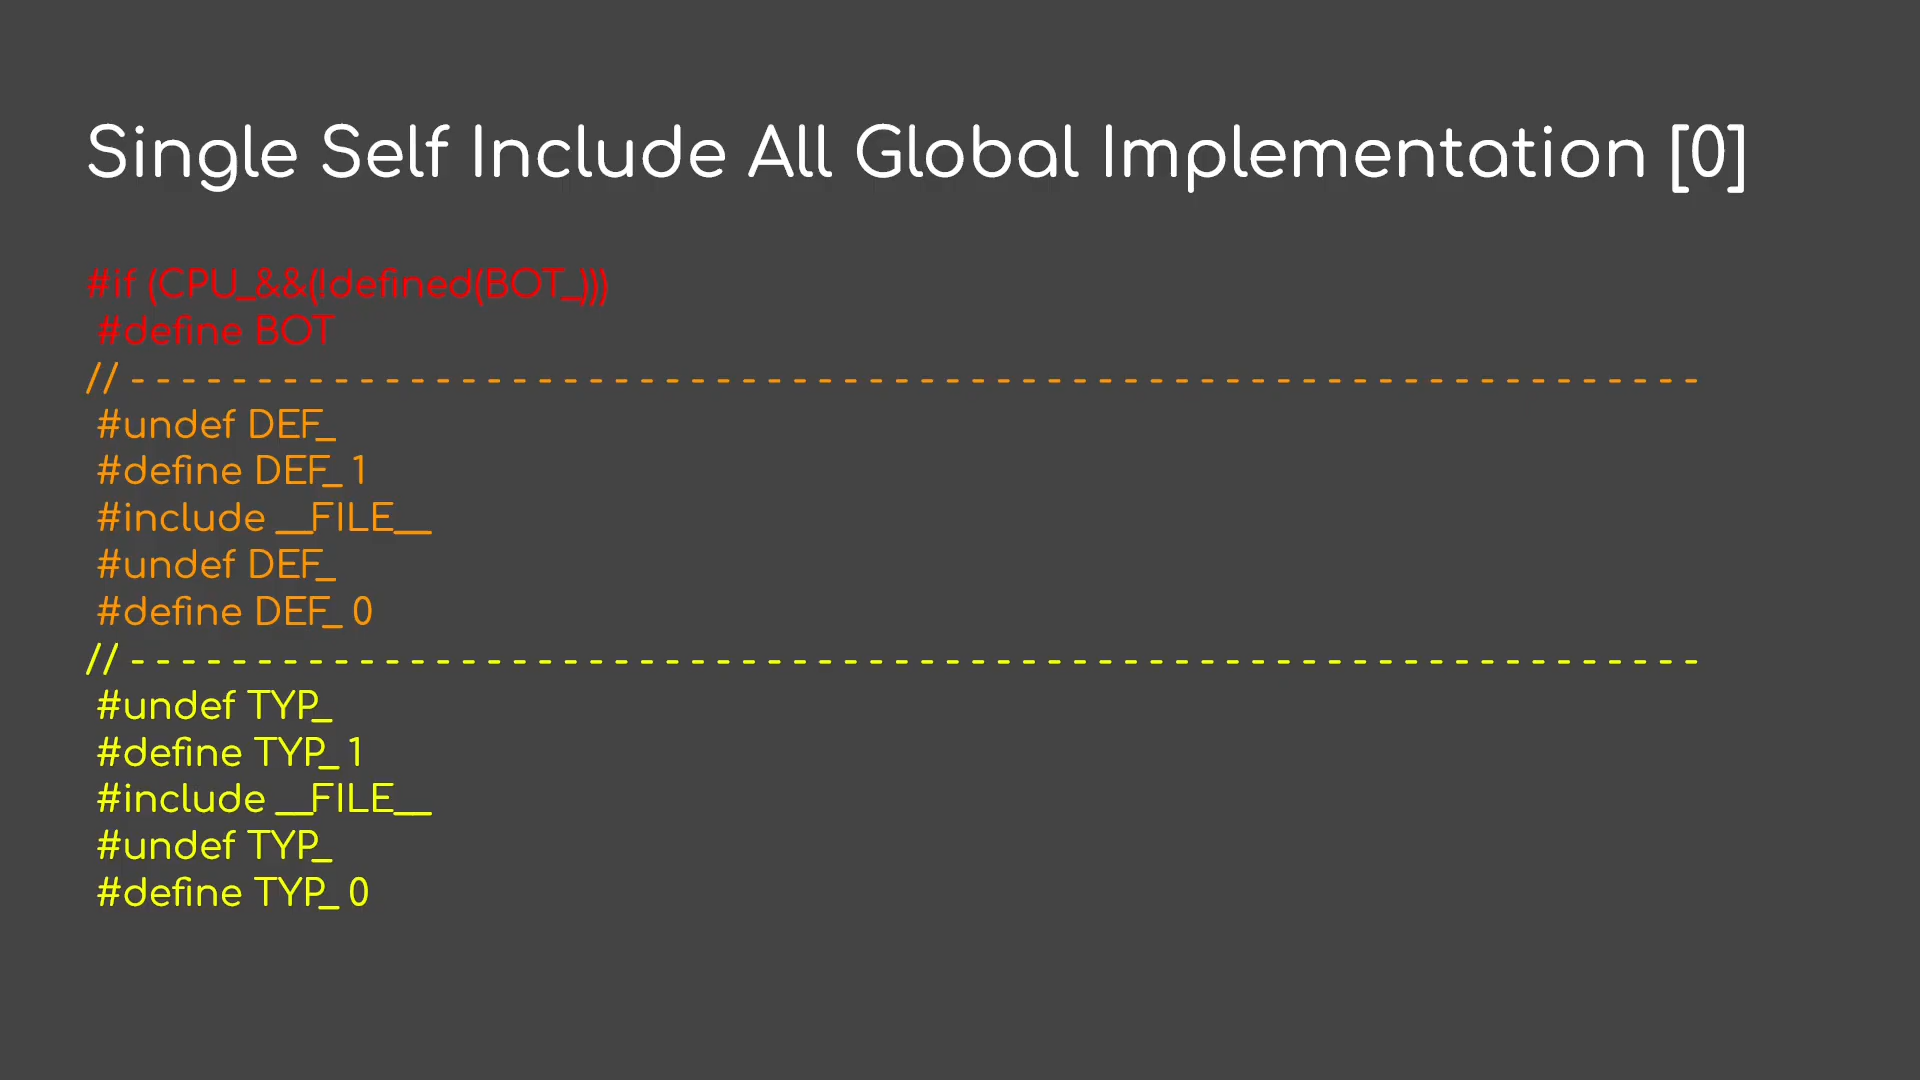 Single Self Include All Global Implementation [0]
#if (CPU_&&(!defined(BOT_)))
#define BOT
// - - - - - - - - - - - - - - - - - - - - - - - - - - - - - - - - - - - - - - - - - - - - - - - - - - - - - - - - - - - - - -
#undef DEF_
#define DEF_ 1
#include __FILE__
#undef DEF_
#define DEF_ 0
// - - - - - - - - - - - - - - - - - - - - - - - - - - - - - - - - - - - - - - - - - - - - - - - - - - - - - - - - - - - - - -
#undef TYP_
#define TYP_ 1
#include __FILE__
#undef TYP_
#define TYP_ 0